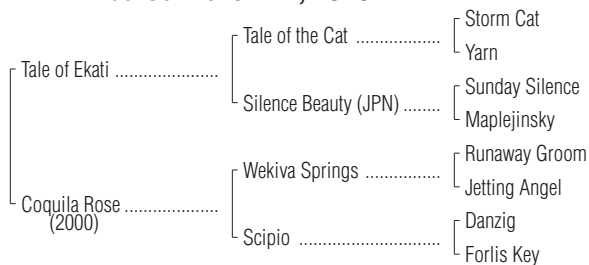 Storm Cat
Tale of the Cat ..................
Yarn
Tale of Ekati ......................
Sunday Silence
Silence Beauty (JPN) ........
Maplejinsky
Runaway Groom
Wekiva Springs ................
Jetting Angel
Coquila Rose ....................
(2000)
Danzig
Scipio ..............................
Forlis Key